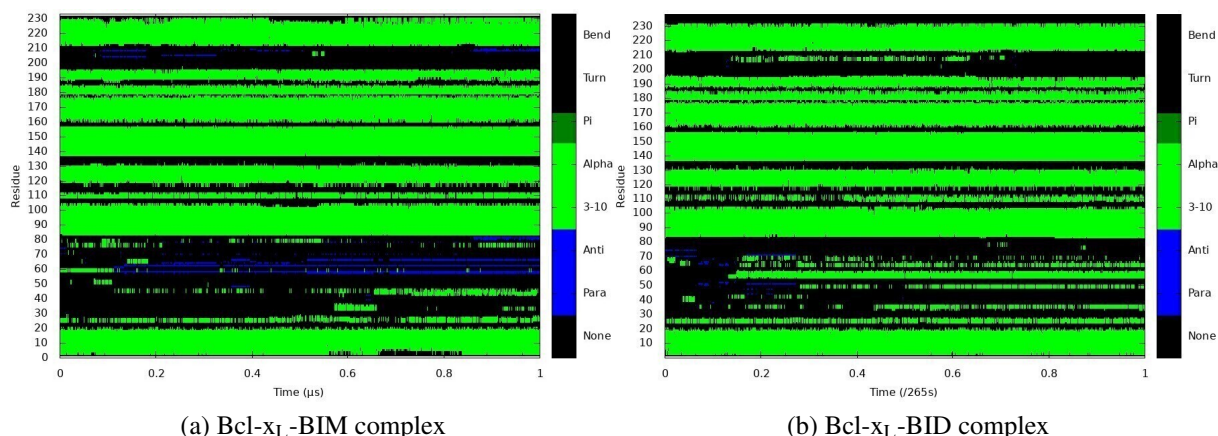 230
220
210
200
190
180
170
160
150
140
130
120
110
100
90
80
70
60
50
40
30
20
10
0
Residue
0 0.2 0.4 0.6 0.8 1
Time (μs)
Bend
Turn
Pi
Alpha
3-10
Anti
Para
None
(a) Bcl-xL-BIM complex
230
220
210
200
190
180
170
160
150
140
130
120
110
100
90
80
70
60
50
40
30
20
10
Residue
0 0.2 0.4 0.6 0.8 1
Time (/265s)
Bend
Turn
Pi
Alpha
3-10
Anti
Para
None
(b) Bcl-xL-BID complex